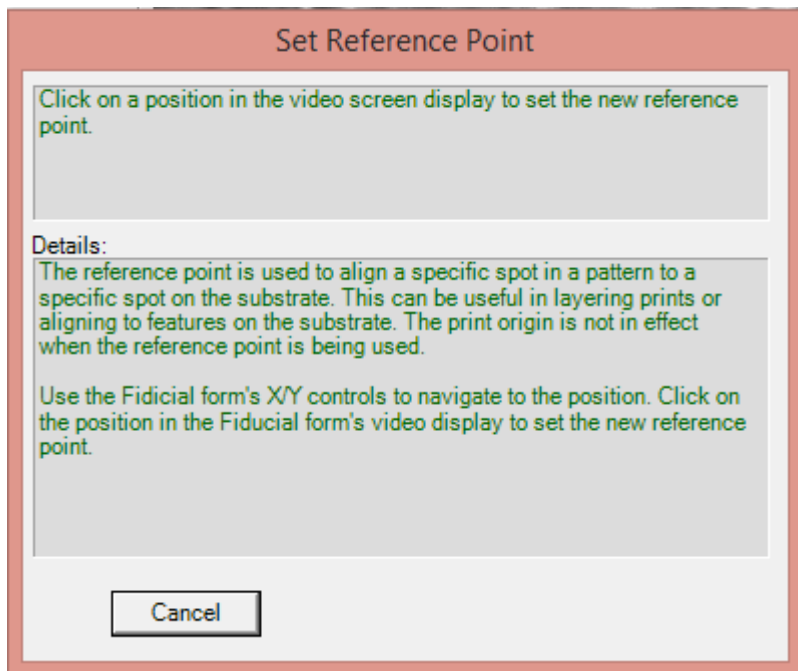 Set Reference Point
Click on a position in the video screen display to set the new reference
point.
Details:
The reference point is used to align a specific spot in a pattern to a
specific spot on the substrate. This can be useful in layering prints or
aligning to features on the substrate. The print origin is not in effect
when the reference point is being used.
Use the Fidicial form's X/Y controls to navigate to the position. Click on
the position in the Fiducial form's video display to set the new reference
point.
Cancel